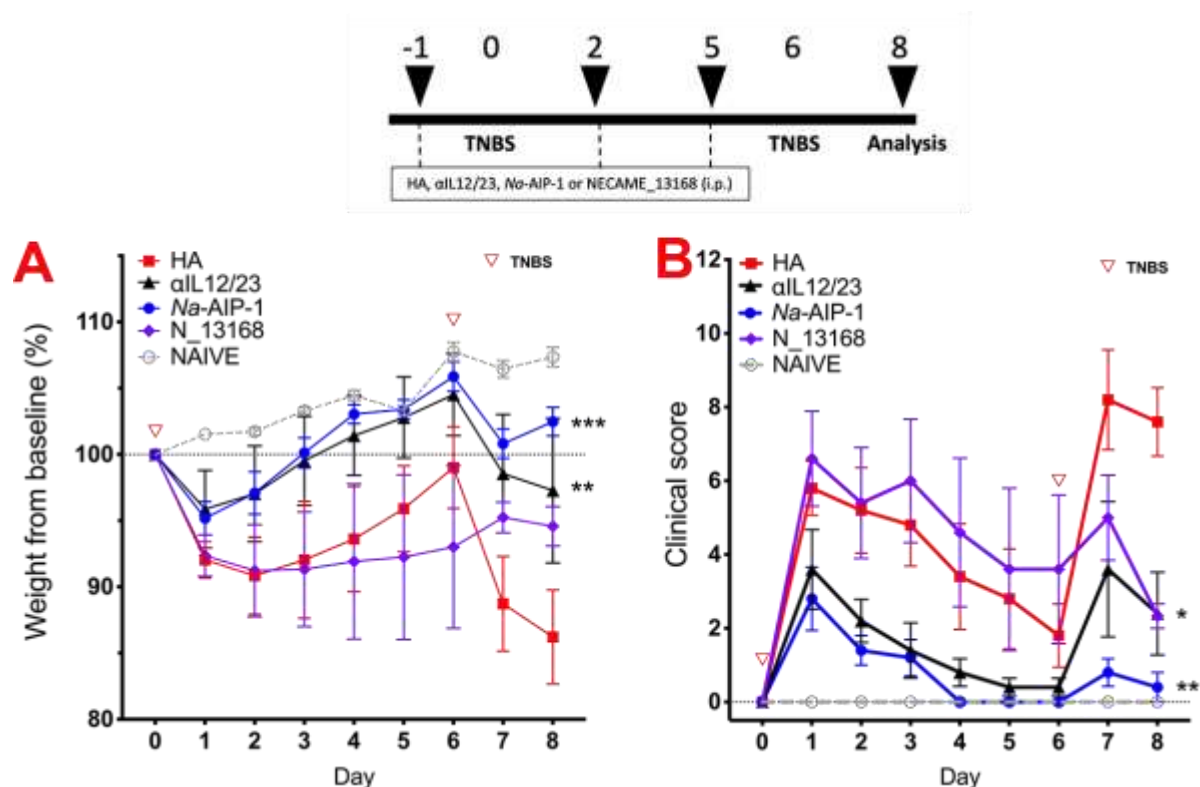 -1 0 2 5 6 8
TNBS TNBS Analysis
HA, αIL12/23, Na-AIP-1 or NECAME_13168 (i.p.)
A
HA
αIL12/23
Na-AIP-1
N_13168
NAIVE
TNBS
Weight from baseline (%)
110
100
90
80
***
**
0 1 2 3 4 5 6 7 8
Day
B
HA
αIL12/23
Na-AIP-1
N_13168
NAIVE
TNBS
Clinical score
12
10
8
6
4
2
0
*
**
0 1 2 3 4 5 6 7 8
Day